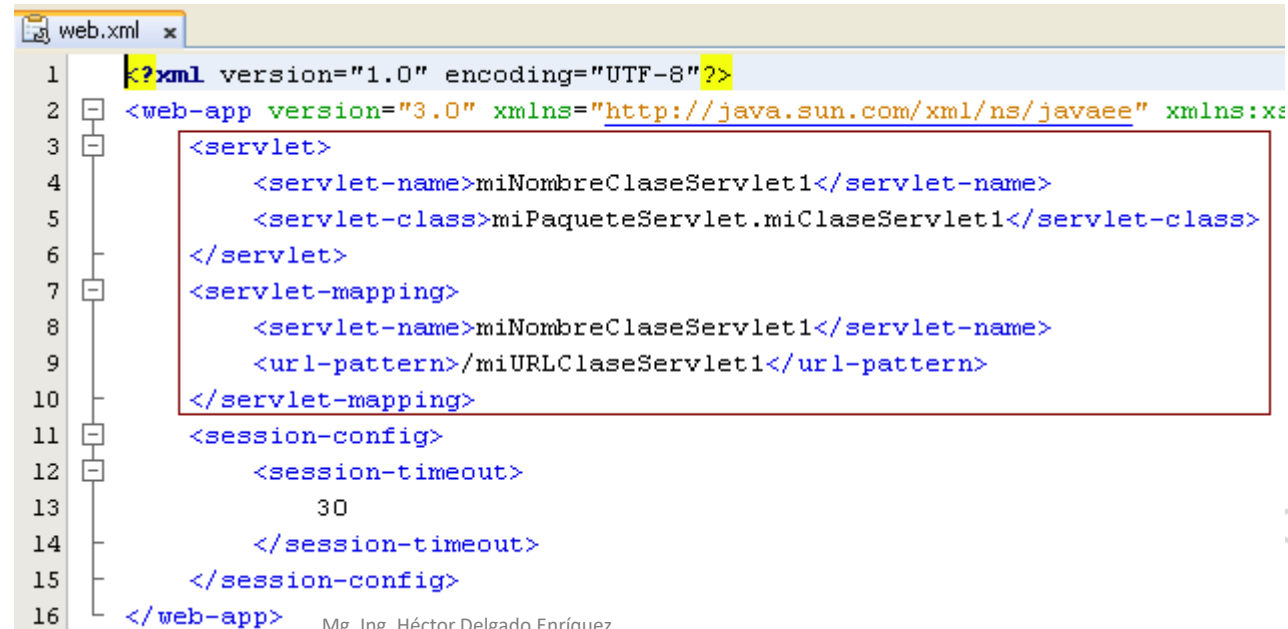 web.xml x
1 <?xml version="1.0" encoding="UTF-8"?>
2 <web-app version="3.0" xmlns="http://java.sun.com/xml/ns/javaee" xmlns:xs
3 <servlet>
4 <servlet-name>miNombreClaseServlet1</servlet-name>
5 <servlet-class>miPaqueteServlet.miClaseServlet1</servlet-class>
6 </servlet>
7 <servlet-mapping>
8 <servlet-name>miNombreClaseServlet1</servlet-name>
9 <url-pattern>/miURLClaseServlet1</url-pattern>
10 </servlet-mapping>
11 <session-config>
12 <session-timeout>
13 30
14 </session-timeout>
15 </session-config>
16 </web-app>
Mg. Ing. Héctor Delgado Enríquez